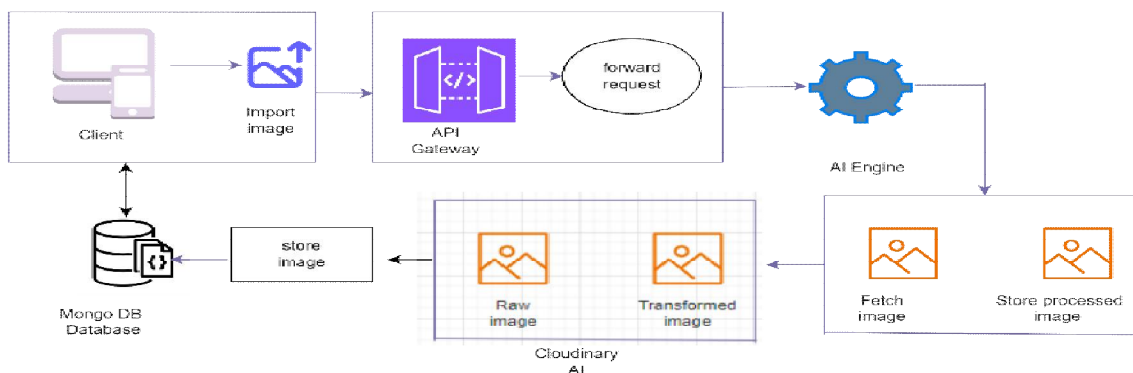 Client
Import
image
</>
API
Gateway
forward
request
AI Engine
Fetch
image
Store processed
image
Raw
image
Transformed
image
Cloudinary
AI
store
image
{}
Mongo DB
Database